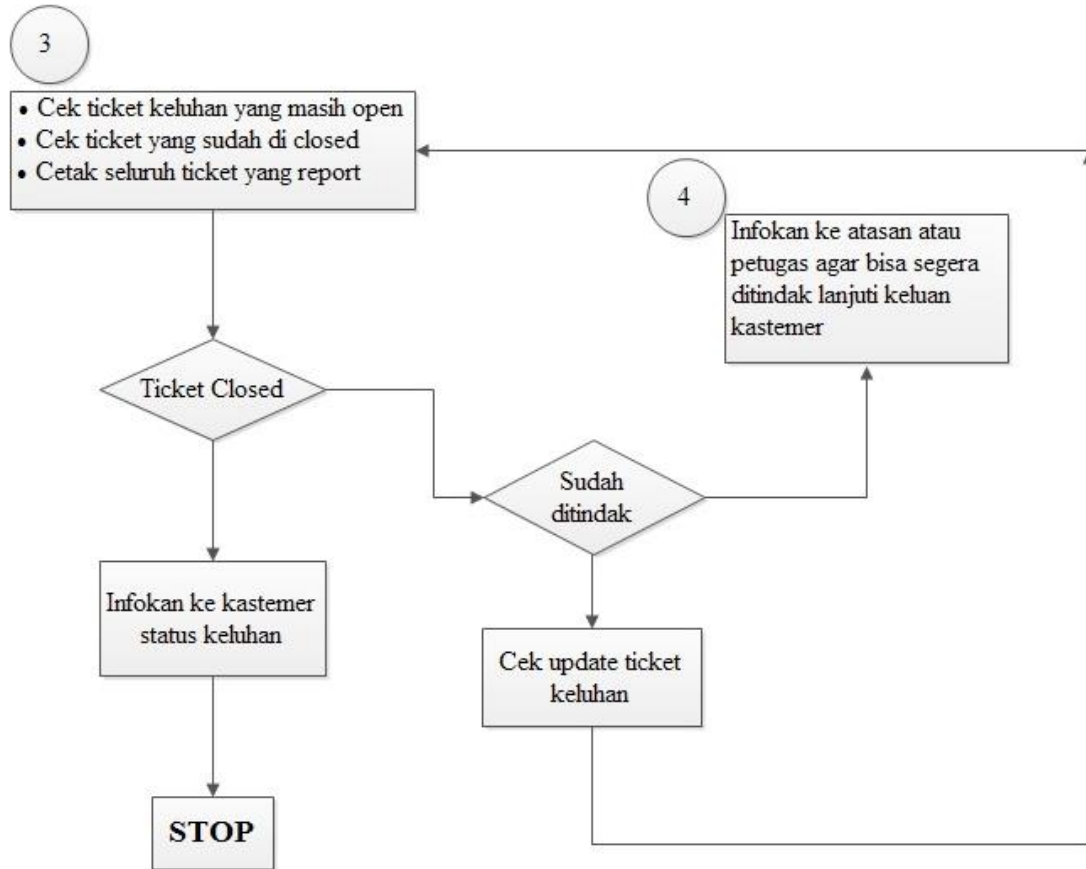 3
• Cek ticket keluhan yang masih open
• Cek ticket yang sudah di closed
• Cetak seluruh ticket yang report
4
Infokan ke atasan atau
petugas agar bisa segera
ditindak lanjuti keluan
kastemer
Ticket Closed
Sudah
ditindak
Infokan ke kastemer
status keluhan
Cek update ticket
keluhan
STOP